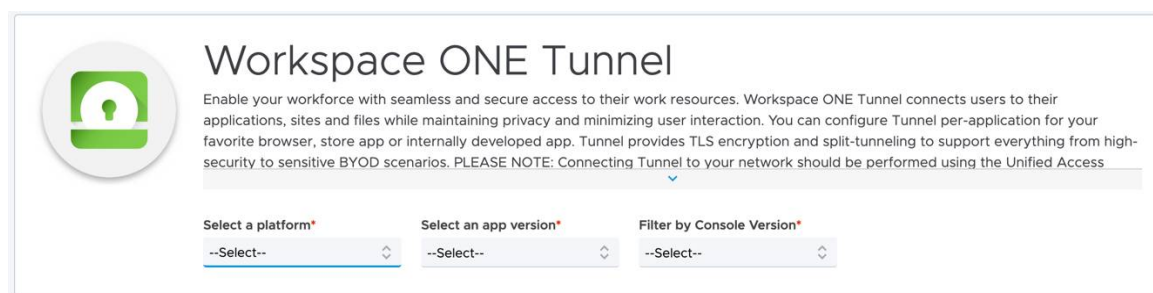 Workspace ONE Tunnel
Enable your workforce with seamless and secure access to their work resources. Workspace ONE Tunnel connects users to their
applications, sites and files while maintaining privacy and minimizing user interaction. You can configure Tunnel per-application for your
favorite browser, store app or internally developed app. Tunnel provides TLS encryption and split-tunneling to support everything from high-
security to sensitive BYOD scenarios. PLEASE NOTE: Connecting Tunnel to your network should be performed using the Unified Access
Select a platform* Select an app version* Filter by Console Version*
--Select-- --Select-- --Select--